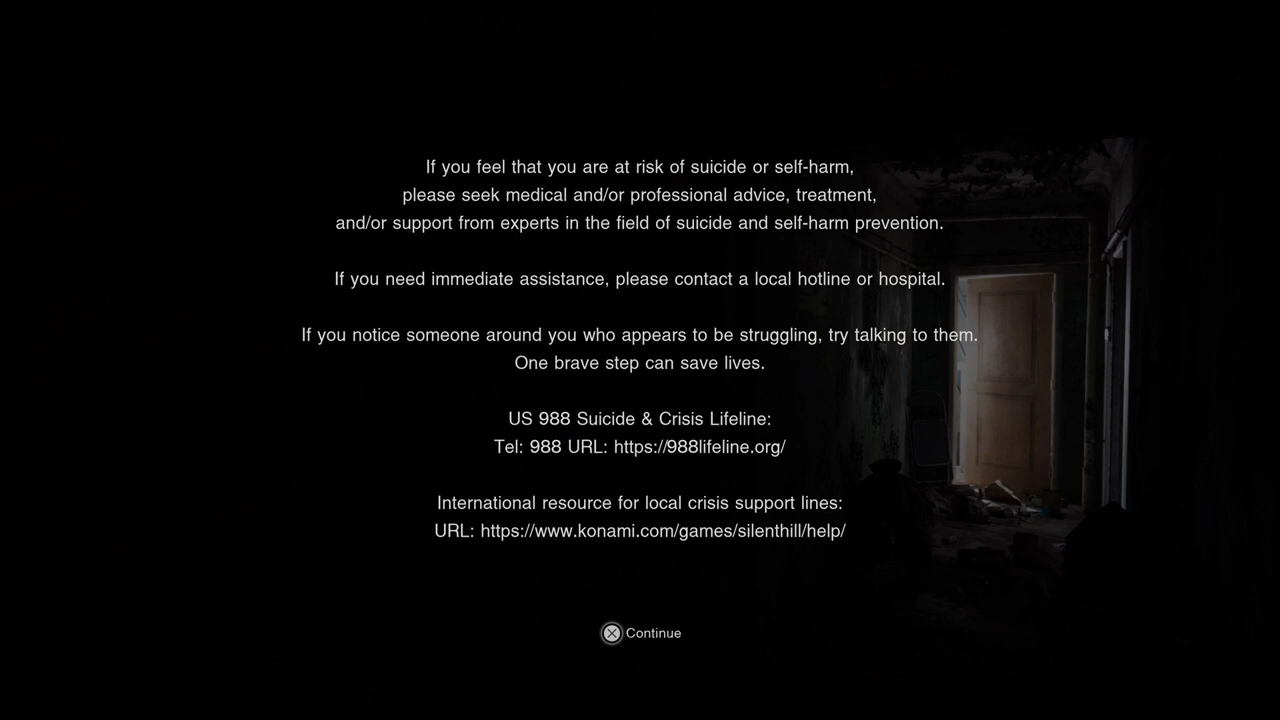 If you feel that you are at risk of suicide or self-harm,
please seek medical and/or professional advice, treatment,
and/or support from experts in the field of suicide and self-harm prevention.
If you need immediate assistance, please contact a local hotline or hospital.
If you notice someone around you who appears to be struggling, try talking to them.
One brave step can save lives.
US 988 Suicide & Crisis Lifeline:
Tel: 988 URL: https://988lifeline.org/
International resource for local crisis support lines:
URL: https://www.konami.com/games/silenthill/help/
Continue